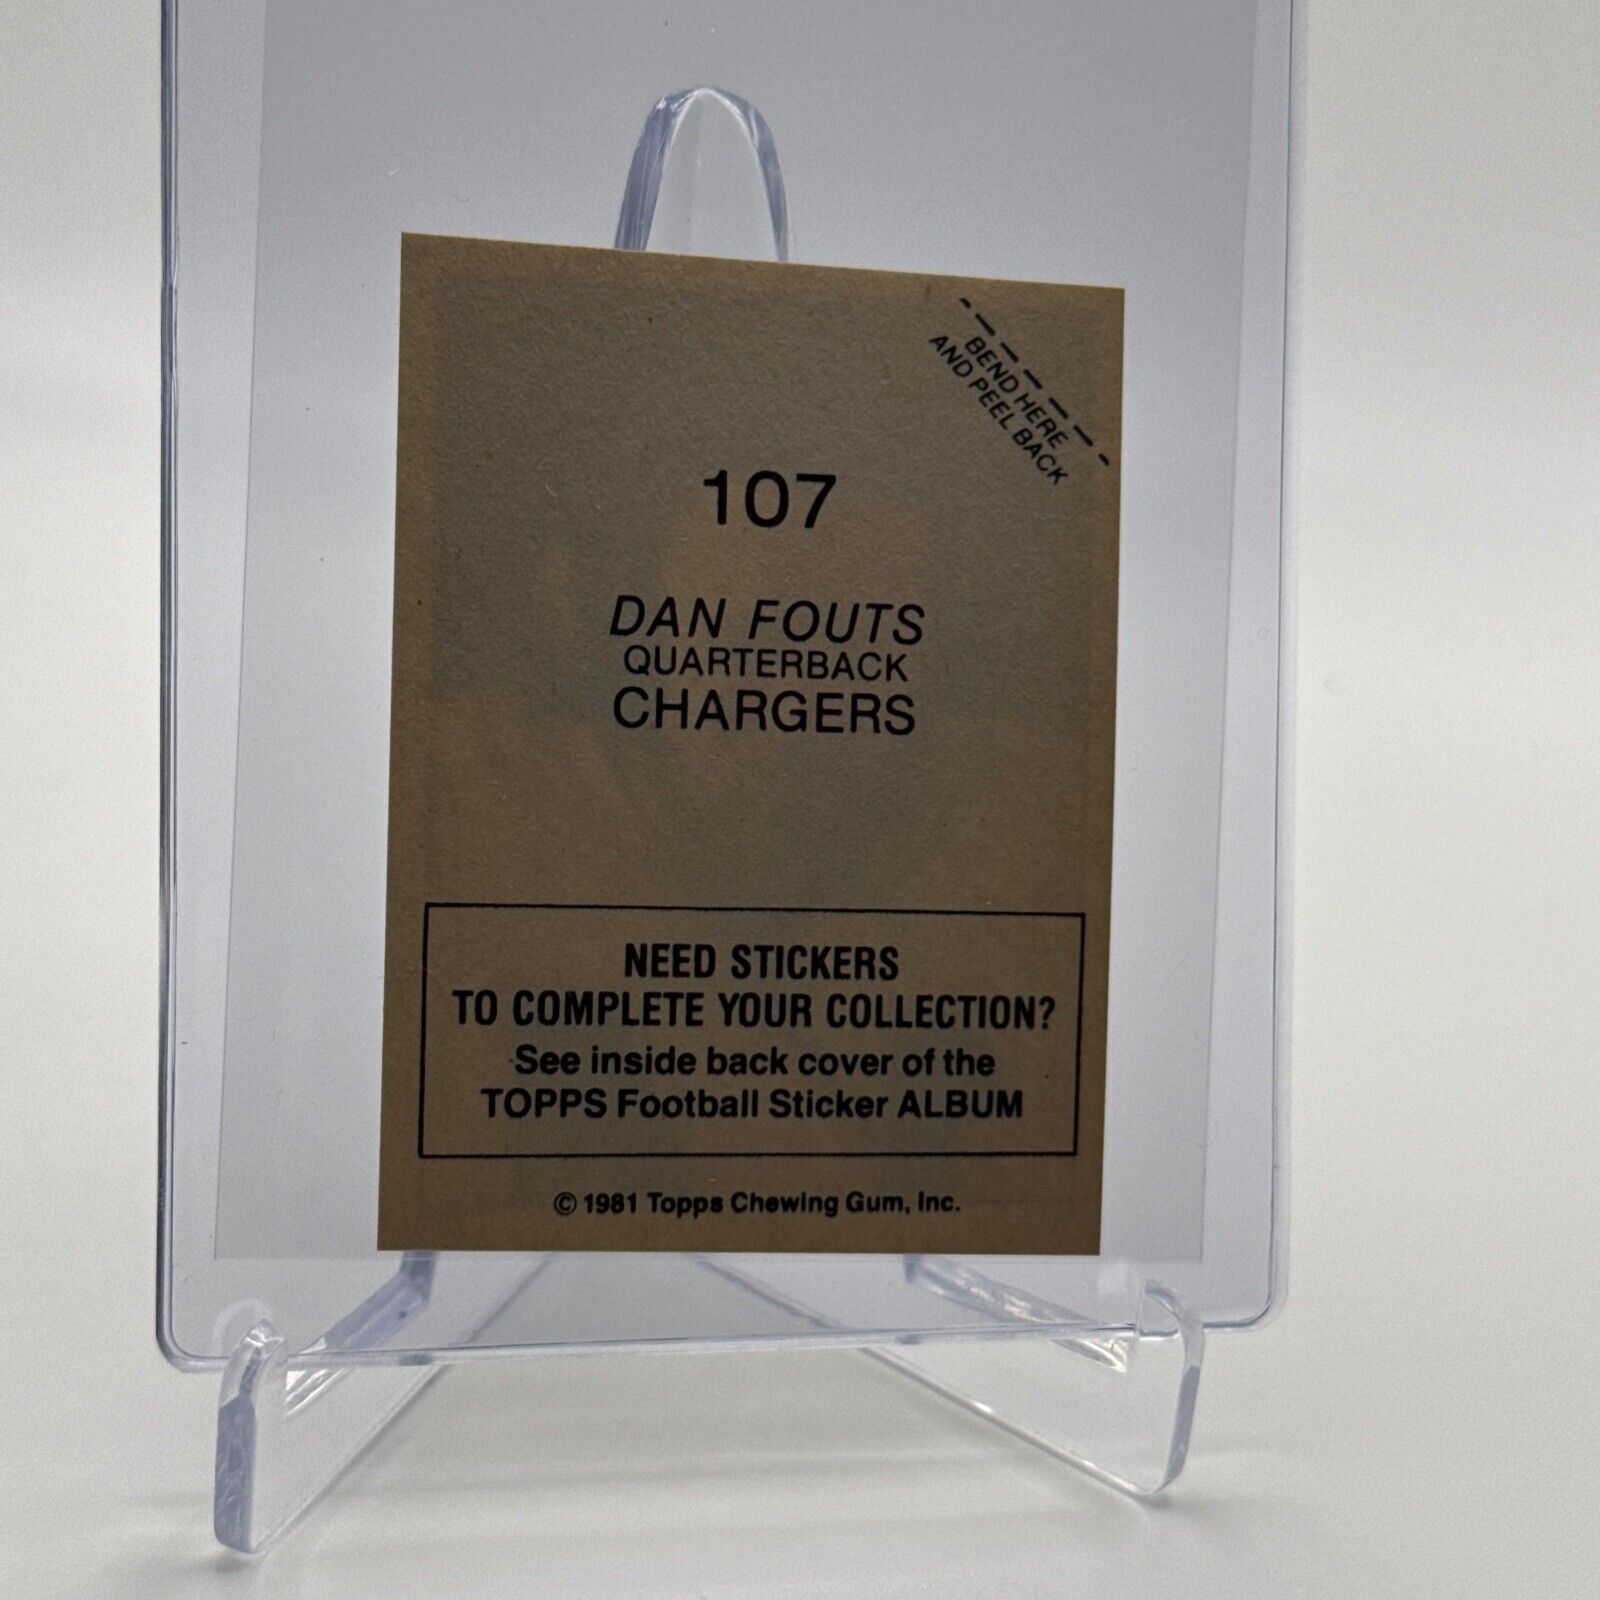 BEND HERE
AND PEEL BACK
107
DAN FOUTS
QUARTERBACK
CHARGERS
NEED STICKERS
TO COMPLETE YOUR COLLECTION?
See inside back cover of the
TOPPS Football Sticker ALBUM
© 1981 Topps Chewing Gum, Inc.